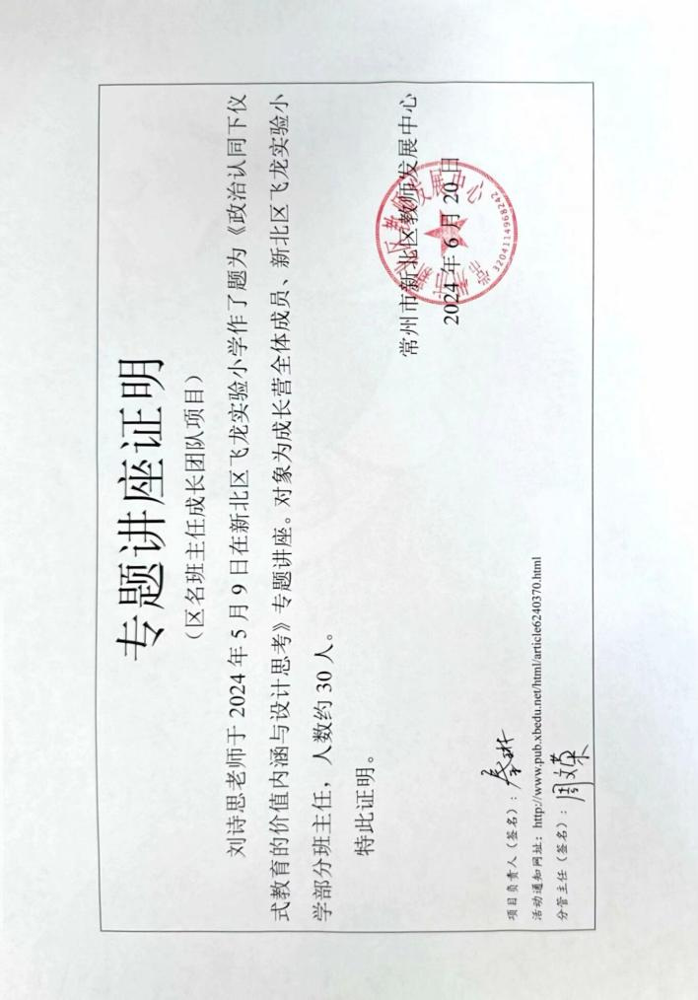 专题讲座证明
（区名班主任成长团队项目）
刘诗思老师于 2024 年 5 月 9 日在新北区飞龙实验小学作了题为《政治认同下仪
式教育的价值内涵与设计思考》专题讲座。对象为成长营全体成员、新北区飞龙实验小
学部分班主任，人数约 30 人。
特此证明。
常州市新北区教师发展中心
2024 年 6 月 20 日
3204114968242
项目负责人（签名）：
活动通知网址：http://www.pub.xbedu.net/html/article6240370.html
分管主任（签名）：